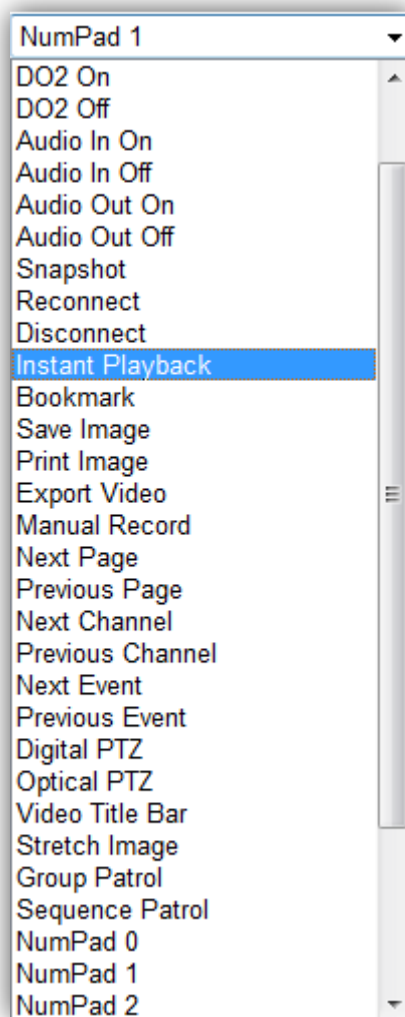 NumPad 1
DO2 On
DO2 Off
Audio In On
Audio In Off
Audio Out On
Audio Out Off
Snapshot
Reconnect
Disconnect
Instant Playback
Bookmark
Save Image
Print Image
Export Video
Manual Record
Next Page
Previous Page
Next Channel
Previous Channel
Next Event
Previous Event
Digital PTZ
Optical PTZ
Video Title Bar
Stretch Image
Group Patrol
Sequence Patrol
NumPad 0
NumPad 1
NumPad 2